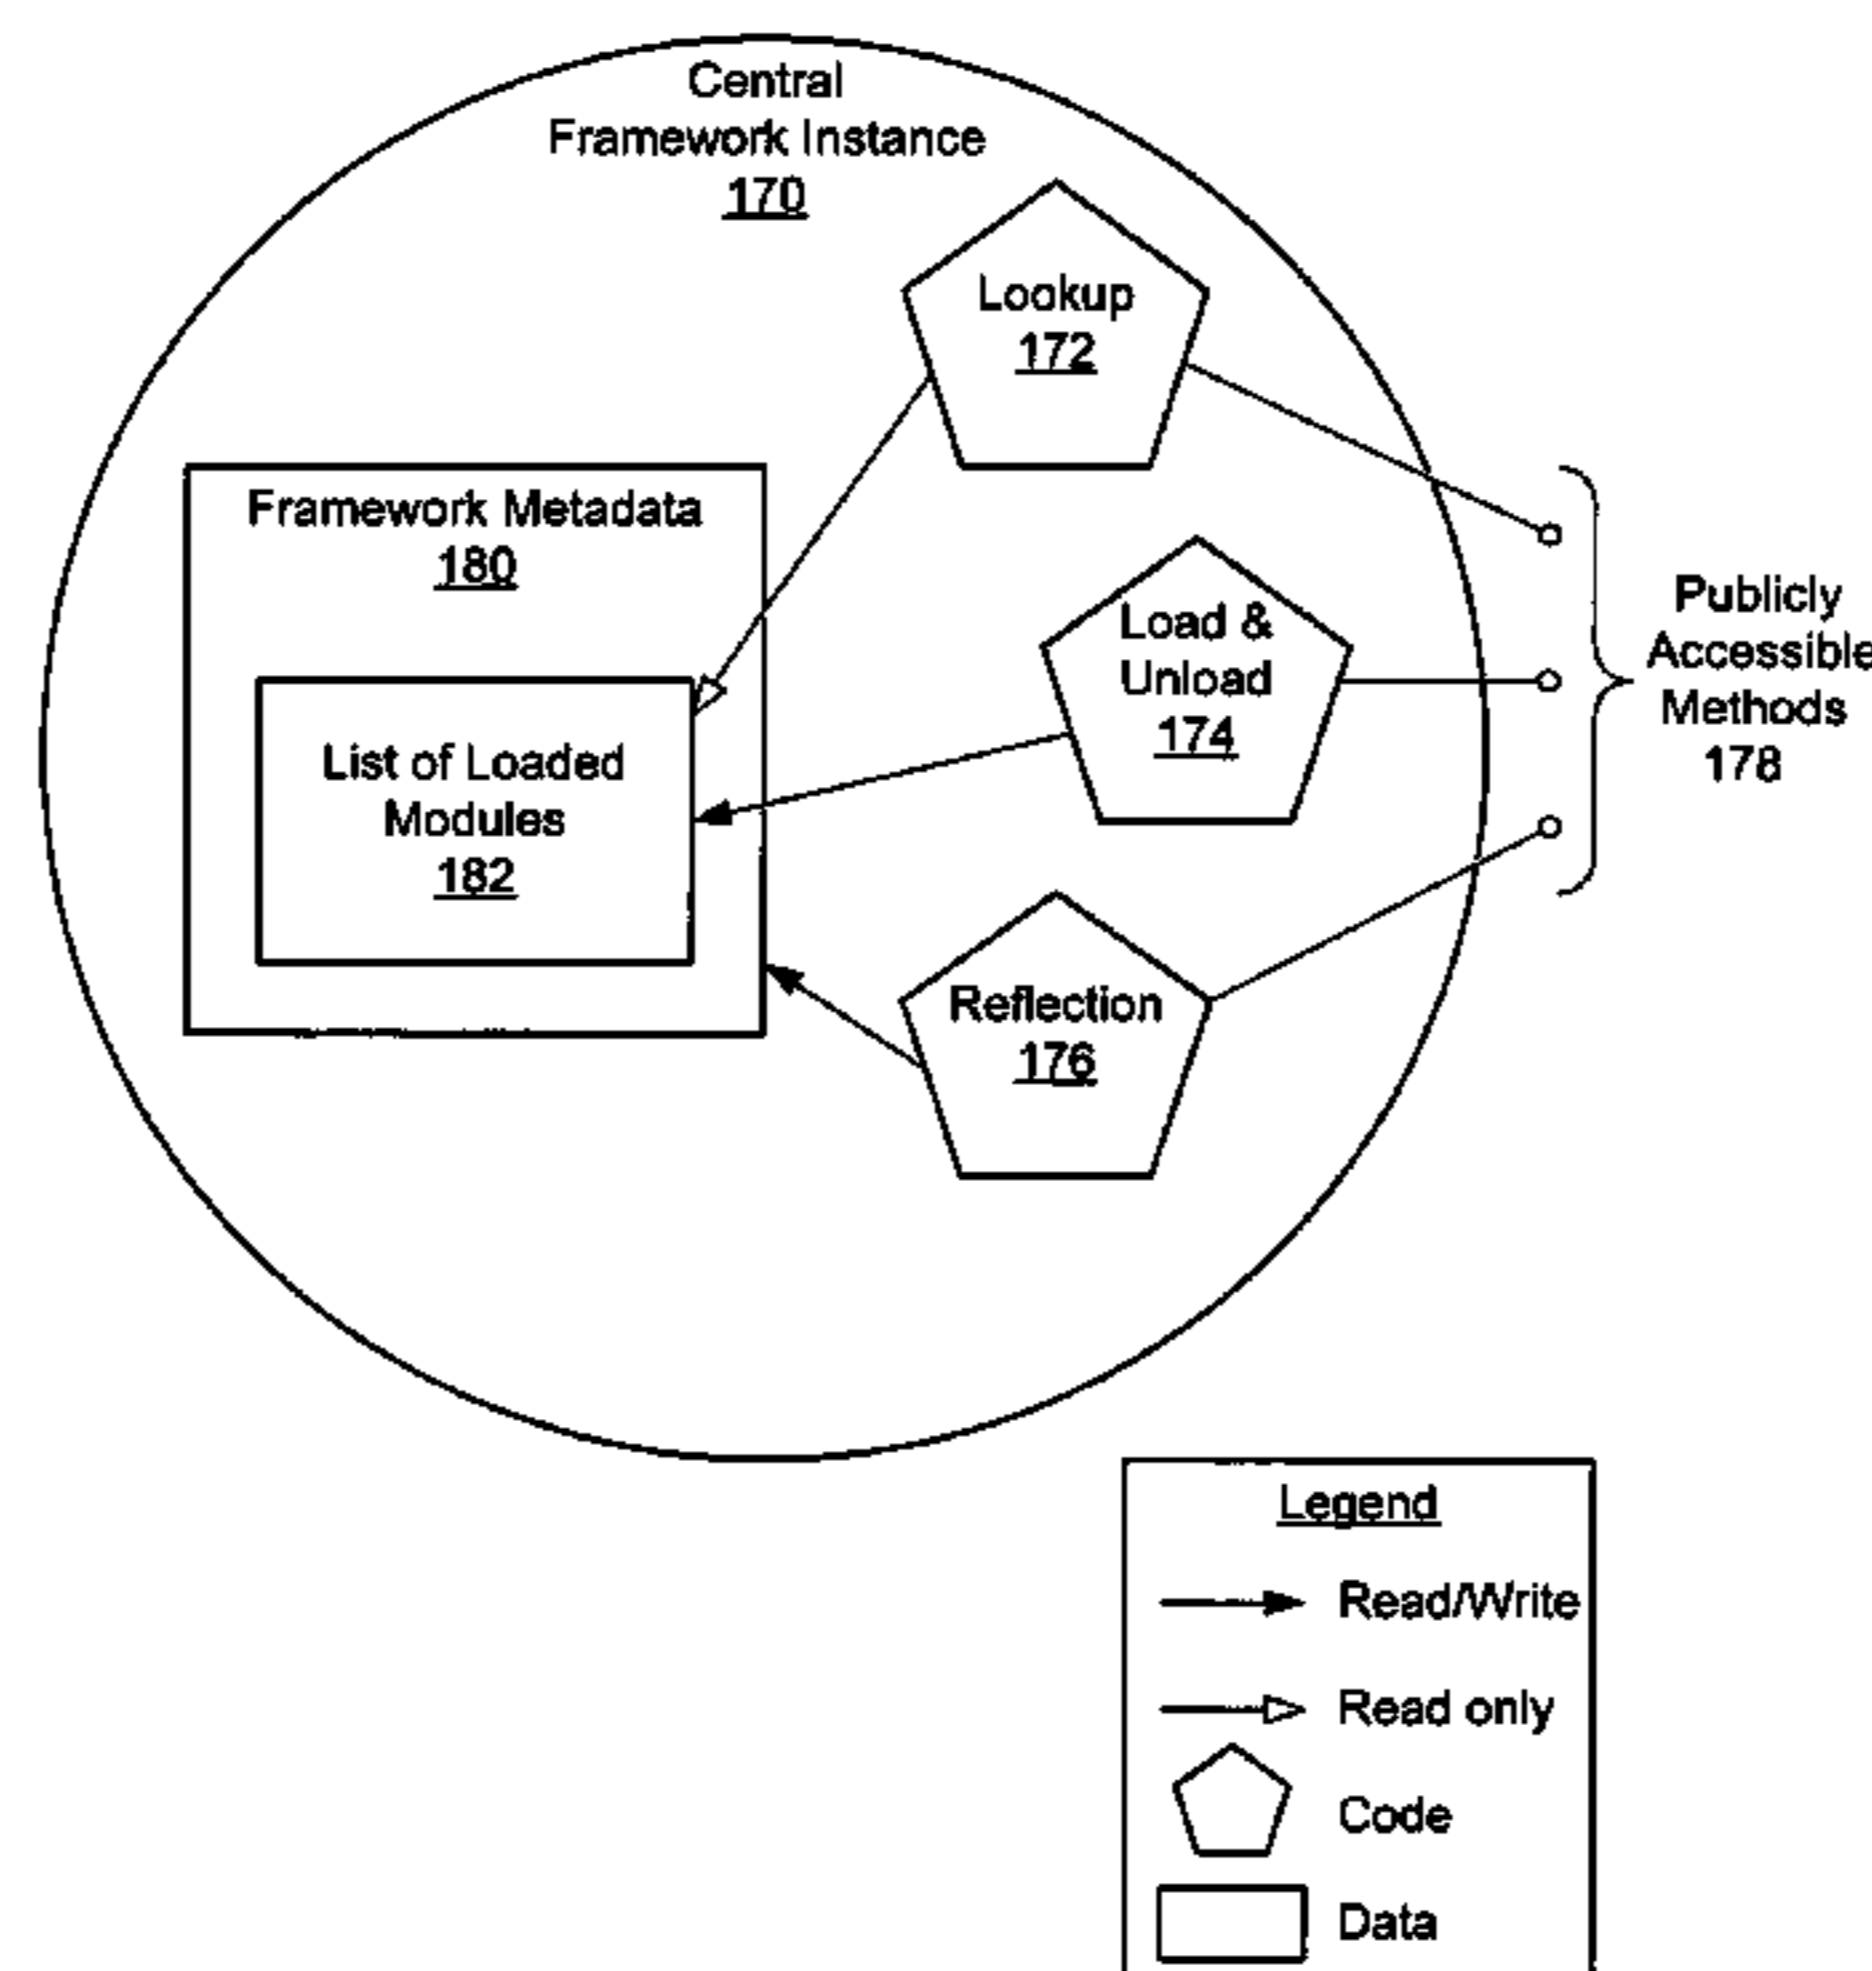 Central
Framework Instance
170
Lookup
172
Framework Metadata
180
Load &
Unload
174
Publicly
Accessible
Methods
178
List of Loaded
Modules
182
Reflection
176
Legend
Read/Write
Read only
Code
Data